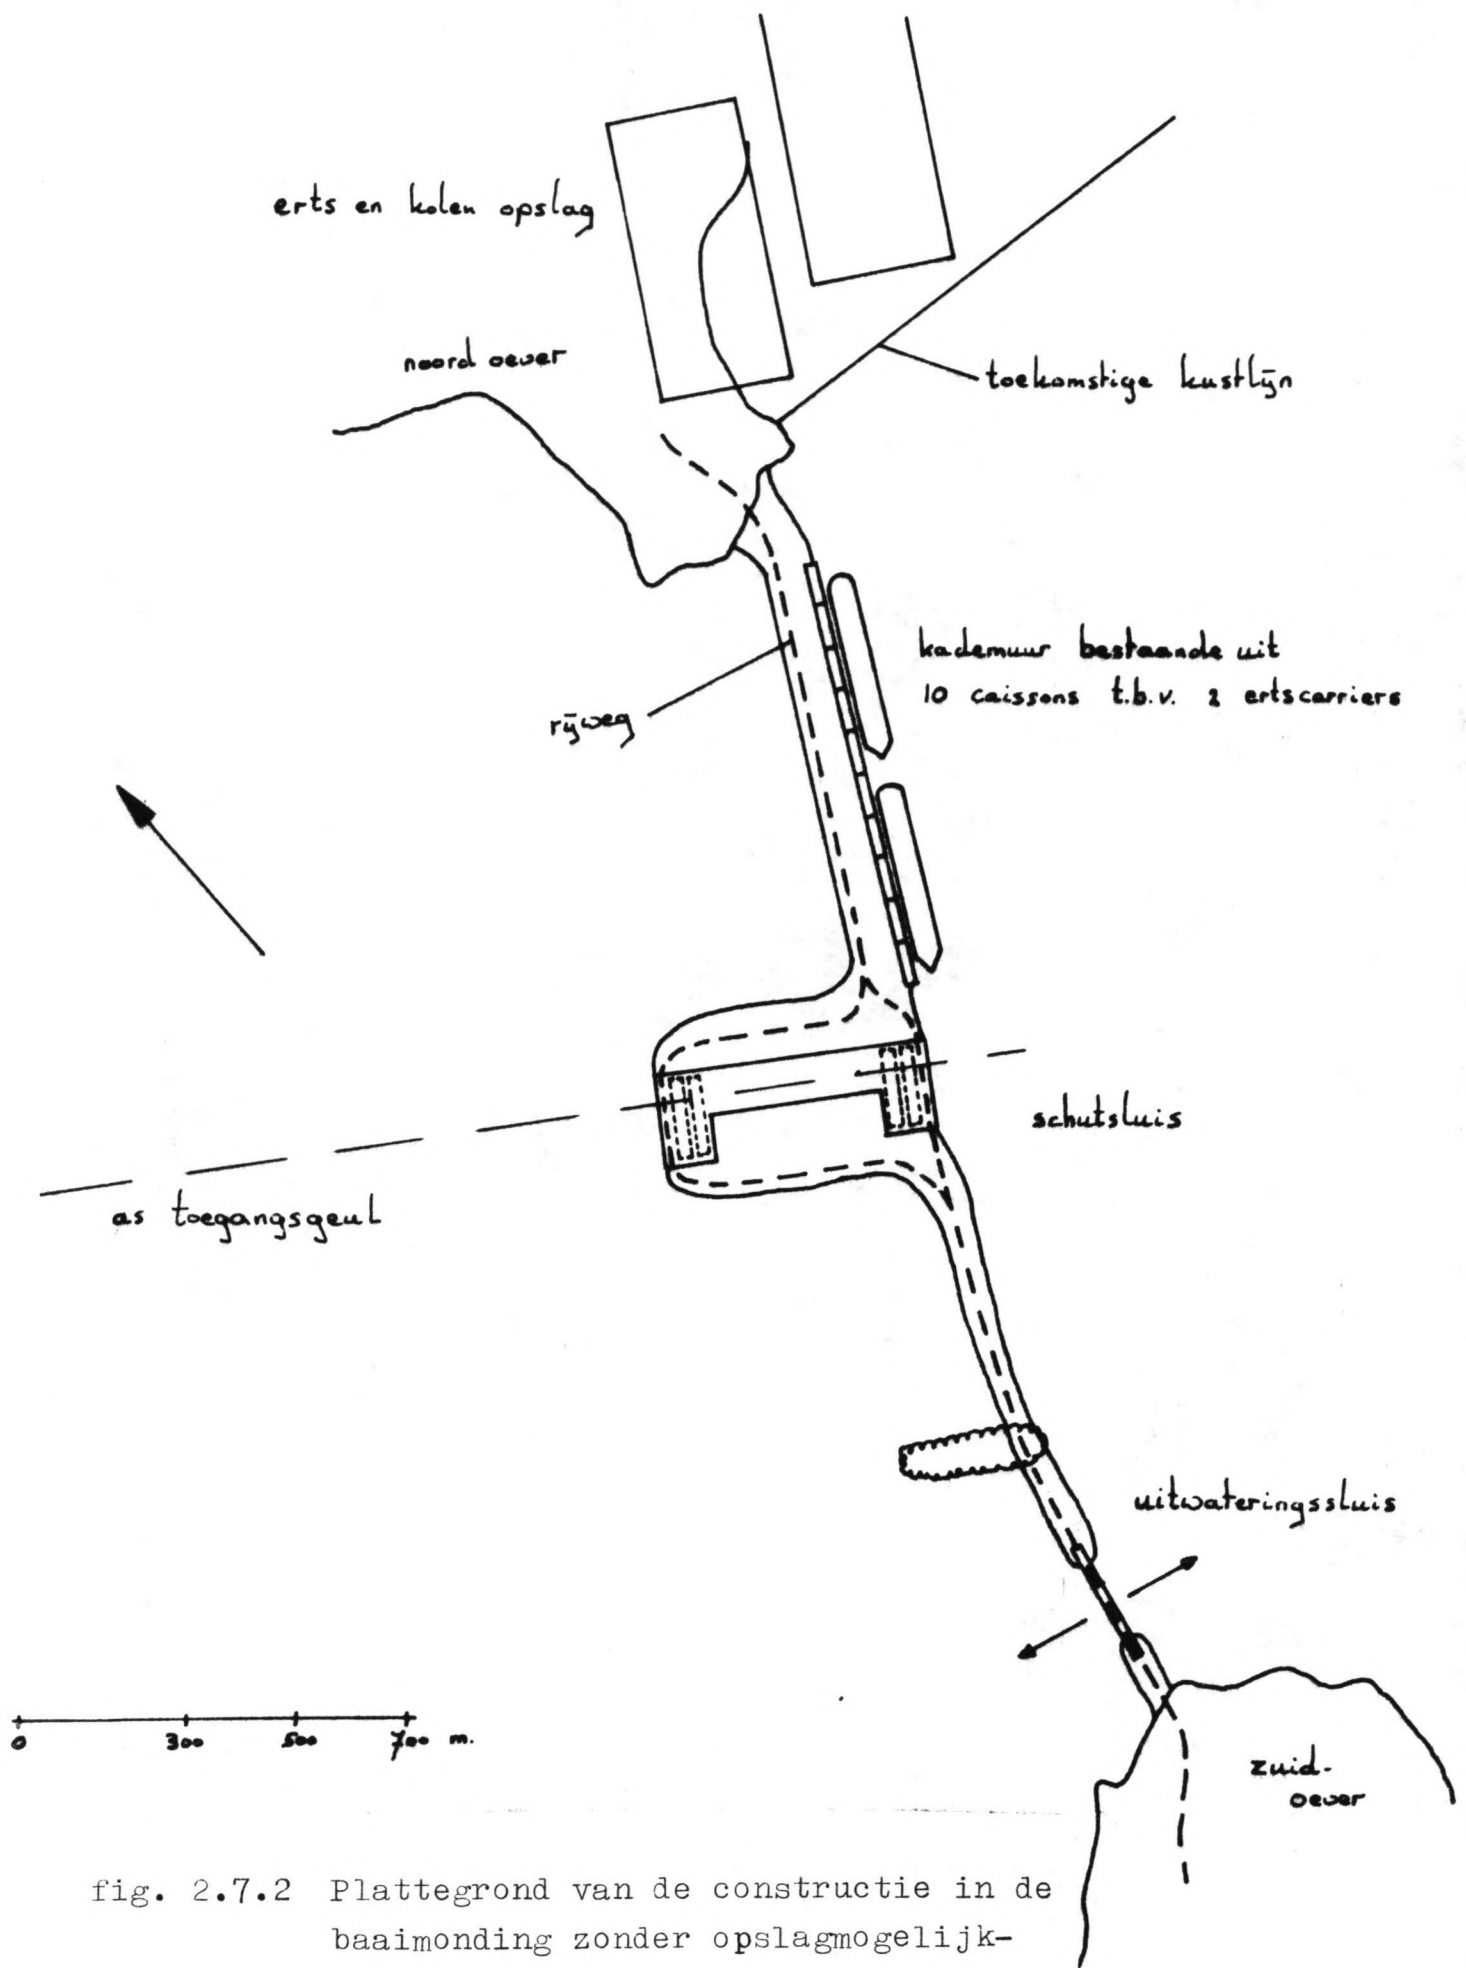 erts en kolen opslag
noord oever
toekomstige kustlijn
kademuur bestaande uit
10 caissons t.b.v. 2 ertscarriers
rijweg
schutsluis
as toegangsgeul
uitwateringssluis
0 300 500 700 m.
zuid-
oever
fig. 2.7.2 Plattegrond van de constructie in de
baaimonding zonder opslagmogelijk-